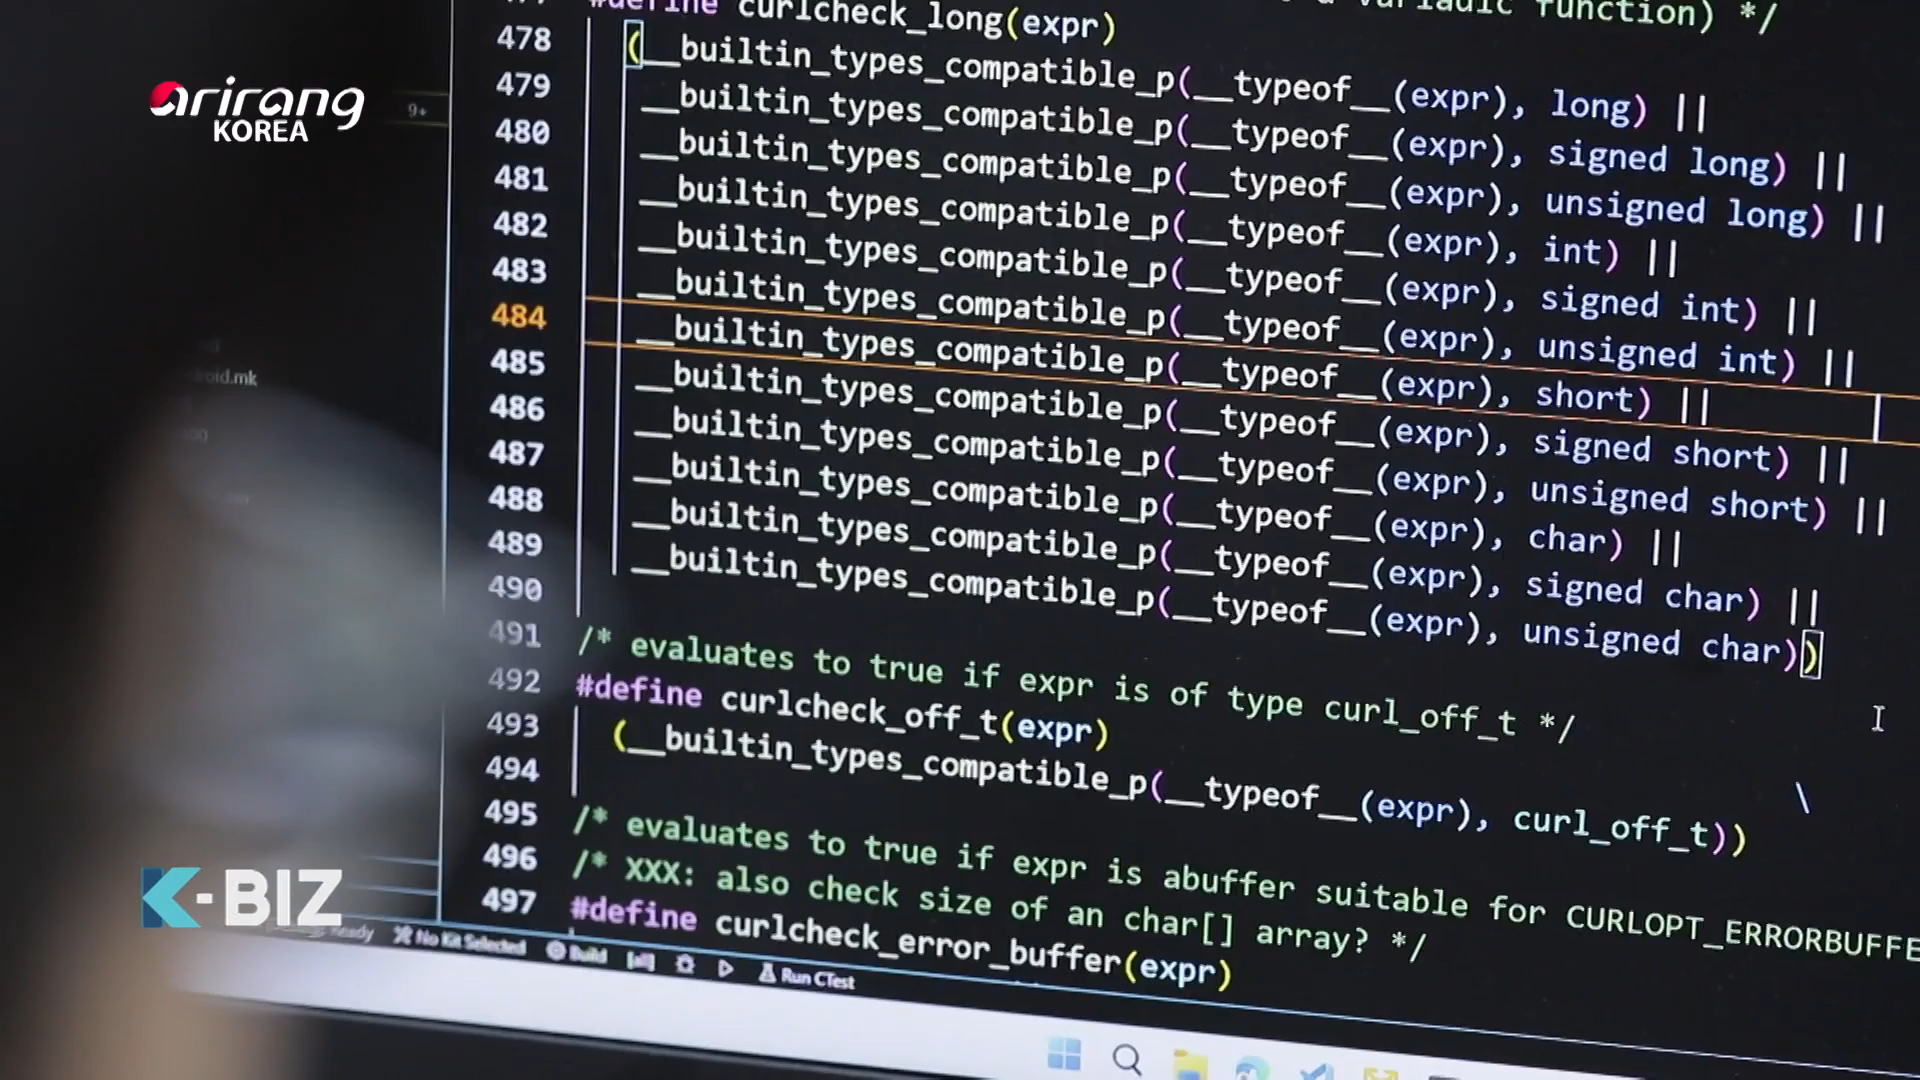 #define curlcheck_long(expr)
function) */
478 (__builtin_types_compatible_p(__typeof__(expr), long) ||
479 __builtin_types_compatible_p(__typeof__(expr), signed long) ||
480 __builtin_types_compatible_p(__typeof__(expr), unsigned long) ||
481 __builtin_types_compatible_p(__typeof__(expr), int) ||
482 __builtin_types_compatible_p(__typeof__(expr), signed int) ||
483 __builtin_types_compatible_p(__typeof__(expr), unsigned int) ||
484 __builtin_types_compatible_p(__typeof__(expr), short) ||
485 __builtin_types_compatible_p(__typeof__(expr), signed short) ||
486 __builtin_types_compatible_p(__typeof__(expr), unsigned short) ||
487 __builtin_types_compatible_p(__typeof__(expr), char) ||
488 __builtin_types_compatible_p(__typeof__(expr), signed char) ||
489 __builtin_types_compatible_p(__typeof__(expr), unsigned char))
490
491 /* evaluates to true if expr is of type curl_off_t */
492 #define curlcheck_off_t(expr) \
493 (__builtin_types_compatible_p(__typeof__(expr), curl_off_t))
494
495 /* evaluates to true if expr is abuffer suitable for CURLOPT_ERRORBUFFE
496 /* XXX: also check size of an char[] array? */
497 #define curlcheck_error_buffer(expr)
arirang
KOREA
9+
K-BIZ
No Kit Selected Build Run CTest